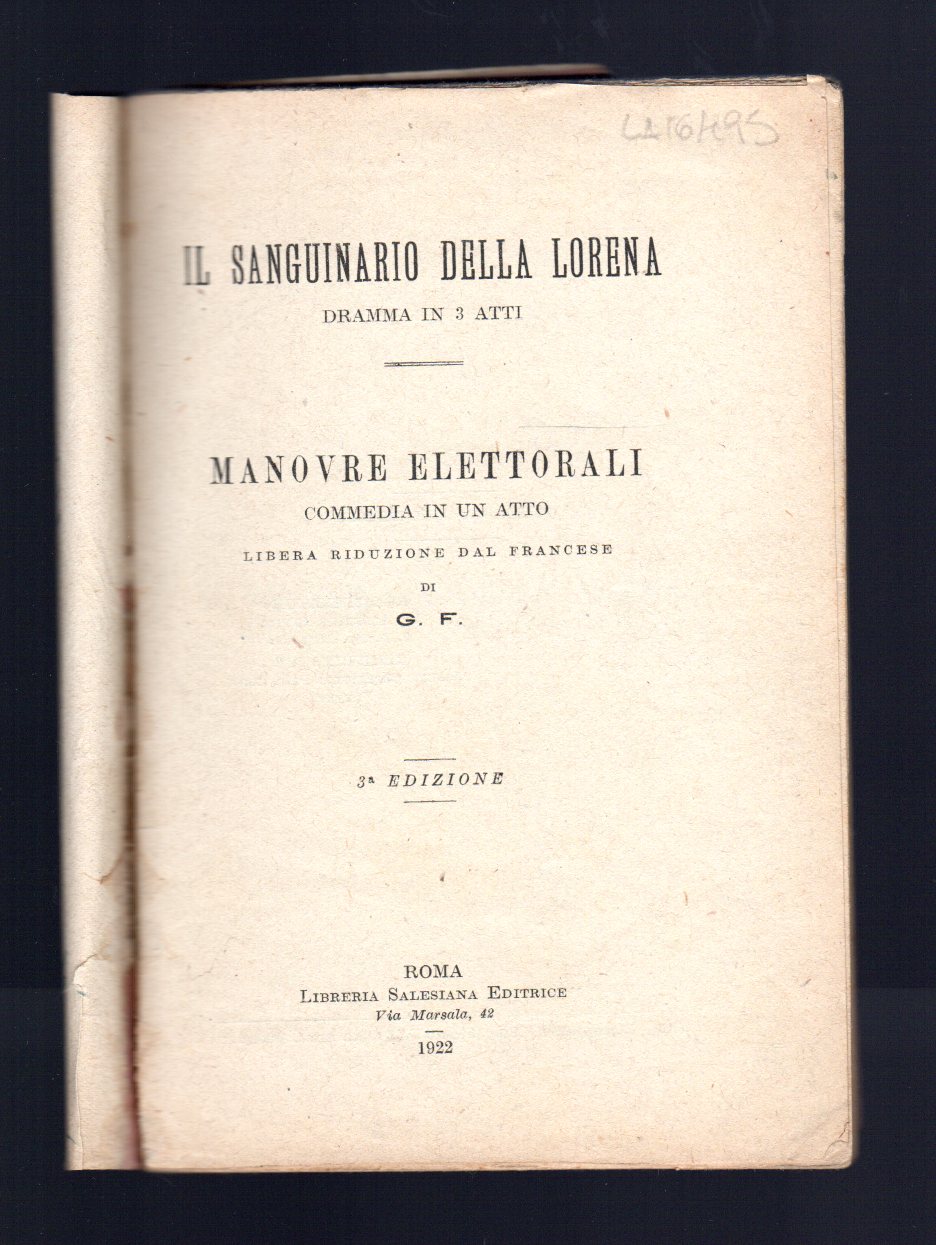 IL SANGUINARIO DELLA LORENA
DRAMMA IN 3 ATTI
MANOVRE ELETTORALI
COMMEDIA IN UN ATTO
LIBERA RIDUZIONE DAL FRANCESE
DI
G. F.
3ª EDIZIONE
ROMA
LIBRERIA SALESIANA EDITRICE
Via Marsala, 42
1922